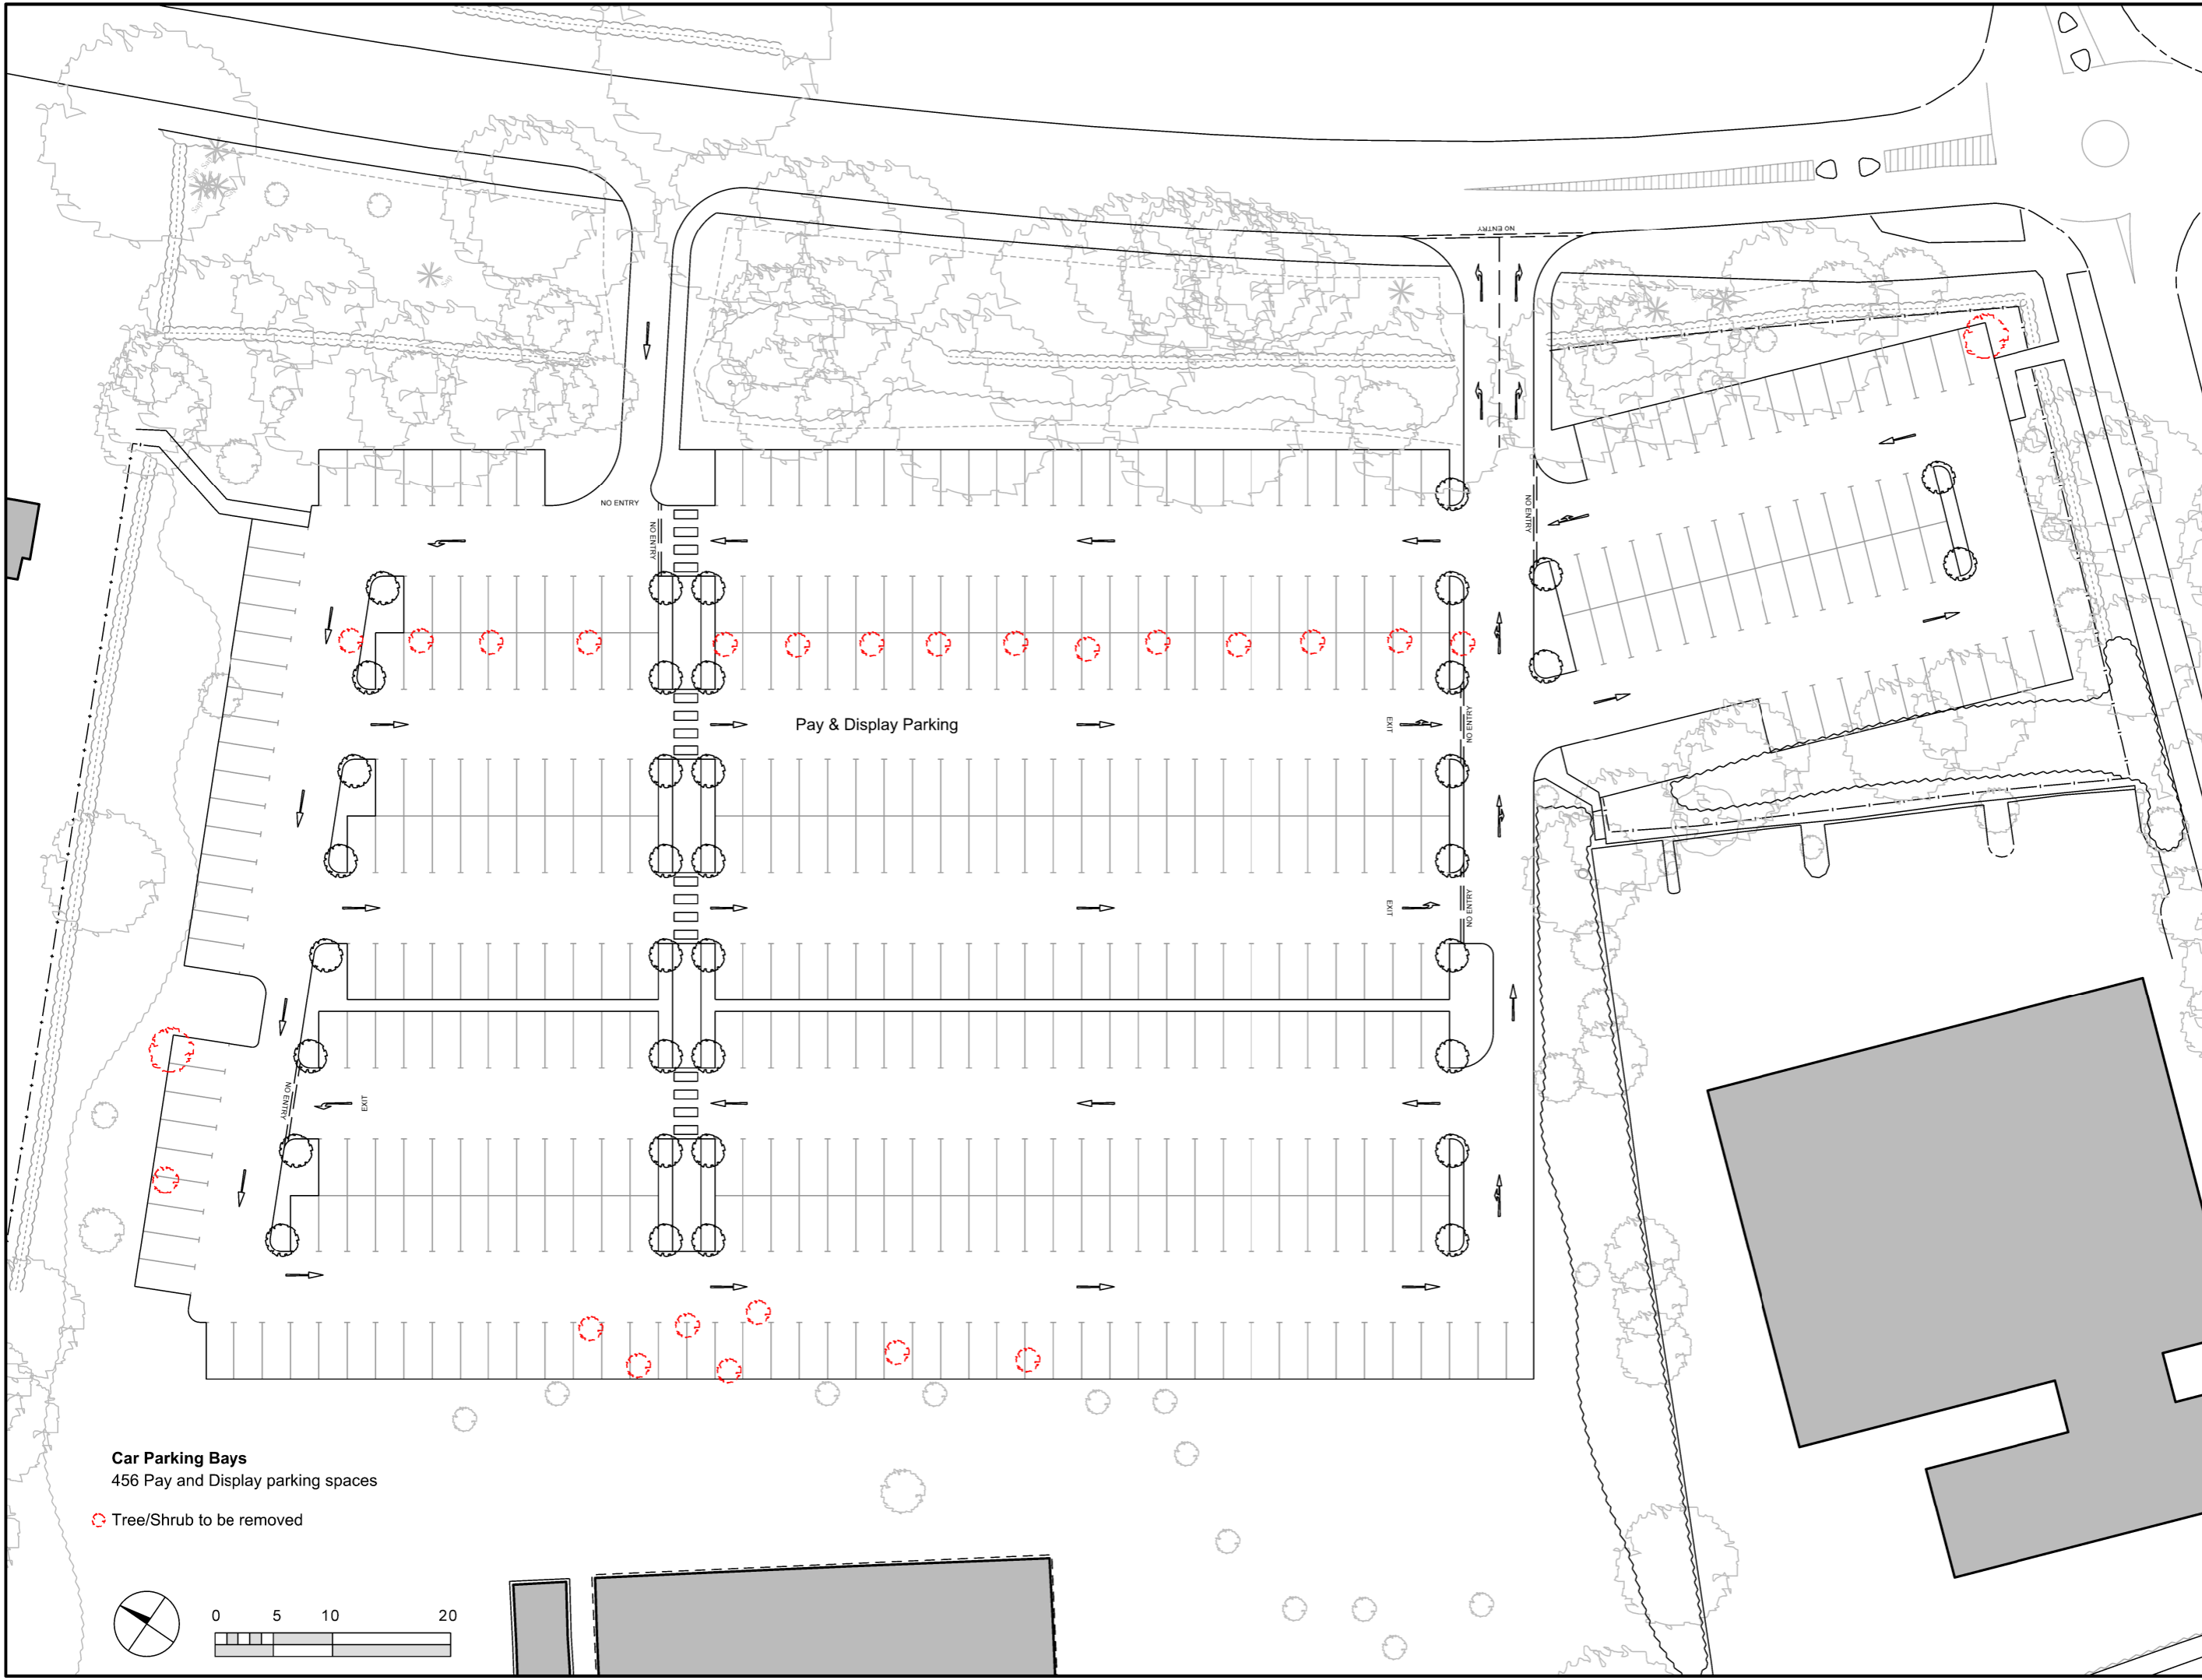 NO ENTRY
NO ENTRY
NO ENTRY
NO ENTRY
Pay & Display Parking
EXIT
NO ENTRY
EXIT
NO ENTRY
NO ENTRY
EXIT
Car Parking Bays
456 Pay and Display parking spaces
Tree/Shrub to be removed
0 5 10 20